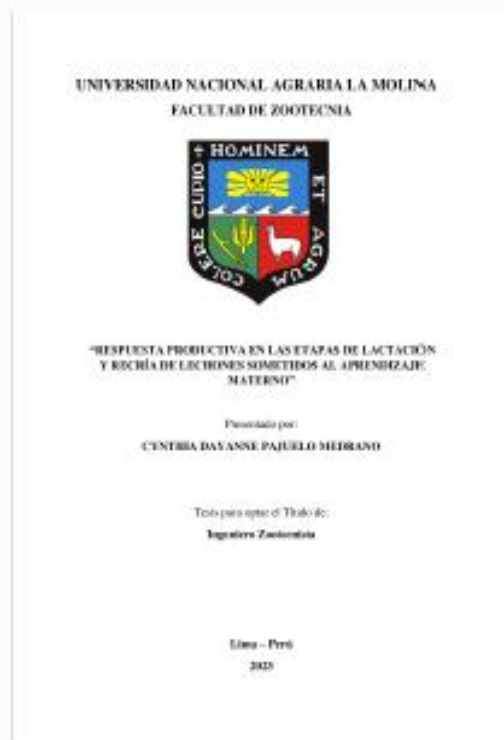 UNIVERSIDAD NACIONAL AGRARIA LA MOLINA
FACULTAD DE ZOOTECNIA
COLERE CUPIO + HOMINEM ET AGRUM
“RESPUESTA PRODUCTIVA EN LAS ETAPAS DE LACTACIÓN
Y RECRÍA DE LECHONES SOMETIDOS AL APRENDIZAJE
MATERNO”
Presentado por:
CYNTHIA DAYANNE PAJUELO MEDRANO
Tesis para optar el Título de:
Ingeniero Zootecnista
Lima – Perú
2023